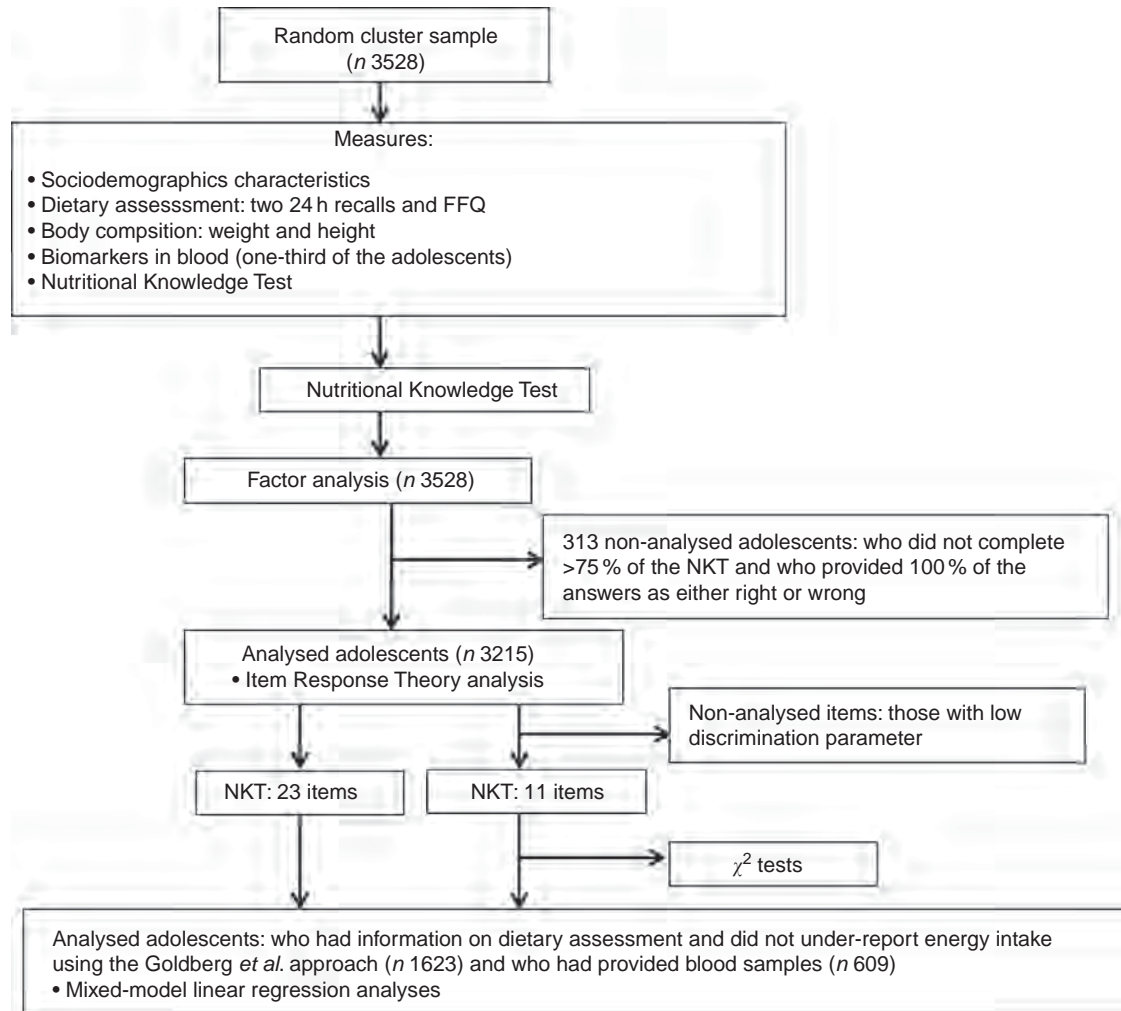 Random cluster sample
(n 3528)
Measures:
• Sociodemographics characteristics
• Dietary assesssment: two 24 h recalls and FFQ
• Body compsition: weight and height
• Biomarkers in blood (one-third of the adolescents)
• Nutritional Knowledge Test
Nutritional Knowledge Test
Factor analysis (n 3528)
313 non-analysed adolescents: who did not complete
>75 % of the NKT and who provided 100 % of the
answers as either right or wrong
Analysed adolescents (n 3215)
• Item Response Theory analysis
Non-analysed items: those with low
discrimination parameter
NKT: 23 items
NKT: 11 items
χ² tests
Analysed adolescents: who had information on dietary assessment and did not under-report energy intake
using the Goldberg et al. approach (n 1623) and who had provided blood samples (n 609)
• Mixed-model linear regression analyses